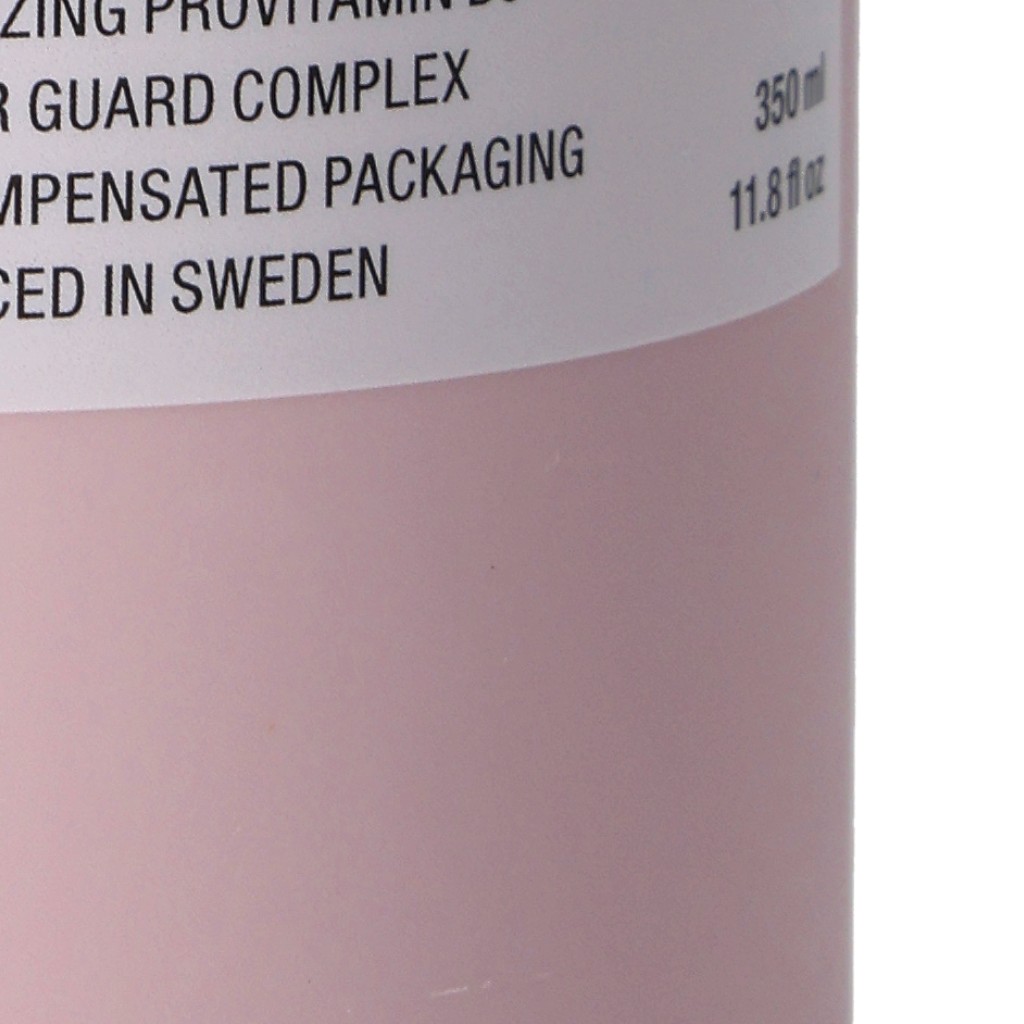 ZING PROVITAMIN
R GUARD COMPLEX
MPENSATED PACKAGING
CED IN SWEDEN
350 ml
11.8 fl oz